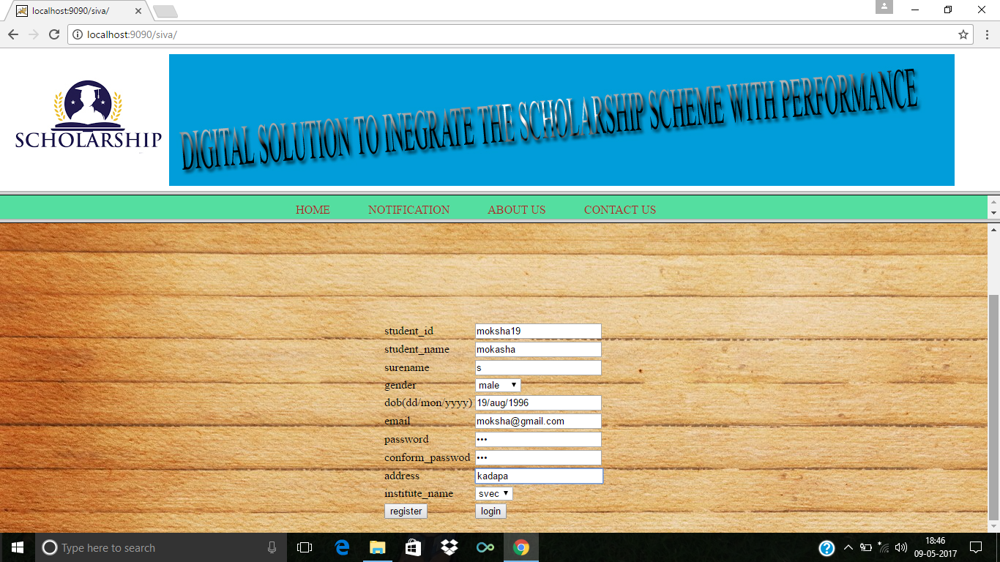 localhost:9090/siva/
localhost:9090/siva/
SCHOLARSHIP
DIGITAL SOLUTION TO INEGRATE THE SCHOLARSHIP SCHEME WITH PERFORMANCE
HOME NOTIFICATION ABOUT US CONTACT US
student_id moksha19
student_name mokasha
surename s
gender male
dob(dd/mon/yyyy) 19/aug/1996
email moksha@gmail.com
password •••
conform_passwod •••
address kadapa
institute_name svec
register login
Type here to search
18:46
09-05-2017